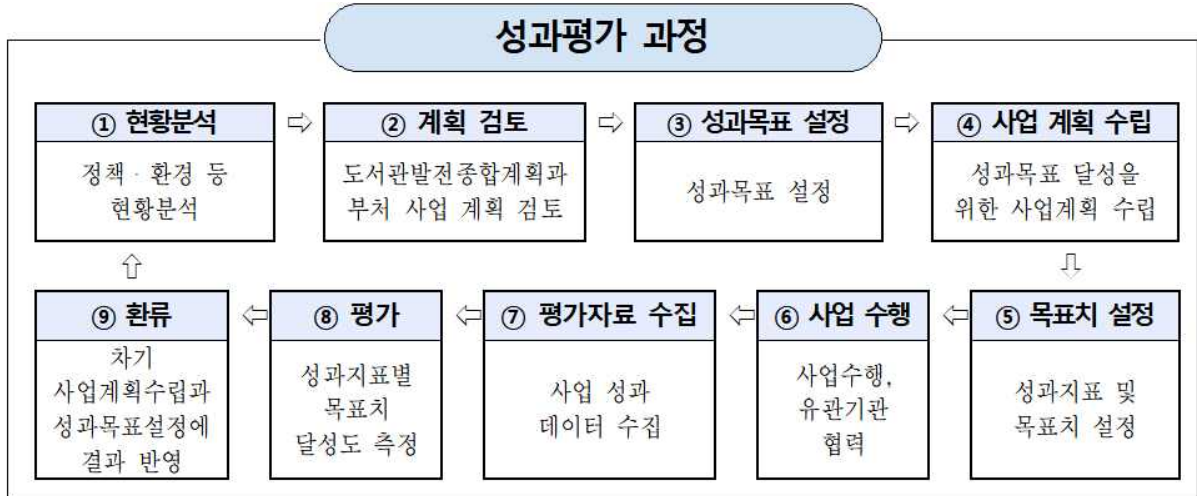 성과평가 과정
① 현황분석
정책·환경 등
현황분석
② 계획 검토
도서관발전종합계획과
부처 사업 계획 검토
③ 성과목표 설정
성과목표 설정
④ 사업 계획 수립
성과목표 달성을
위한 사업계획 수립
⑤ 목표치 설정
성과지표 및
목표치 설정
⑥ 사업 수행
사업수행,
유관기관
협력
⑦ 평가자료 수집
사업 성과
데이터 수집
⑧ 평가
성과지표별
목표치
달성도 측정
⑨ 환류
차기
사업계획수립과
성과목표설정에
결과 반영